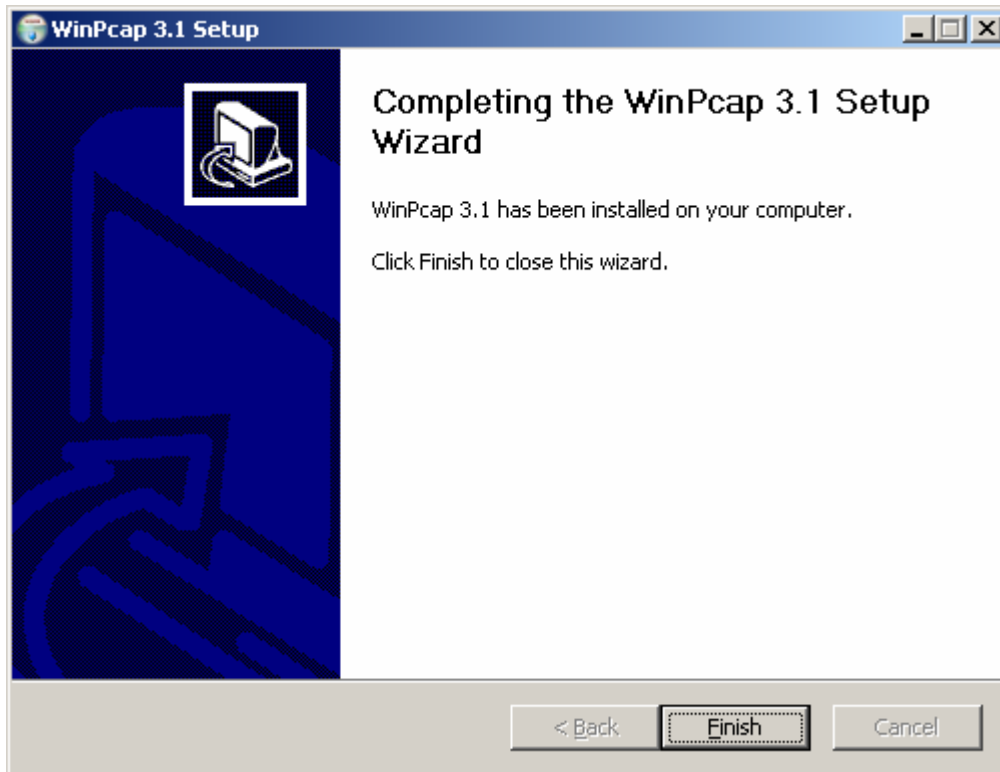 WinPcap 3.1 Setup
Completing the WinPcap 3.1 Setup
Wizard
WinPcap 3.1 has been installed on your computer.
Click Finish to close this wizard.
< Back
Finish
Cancel